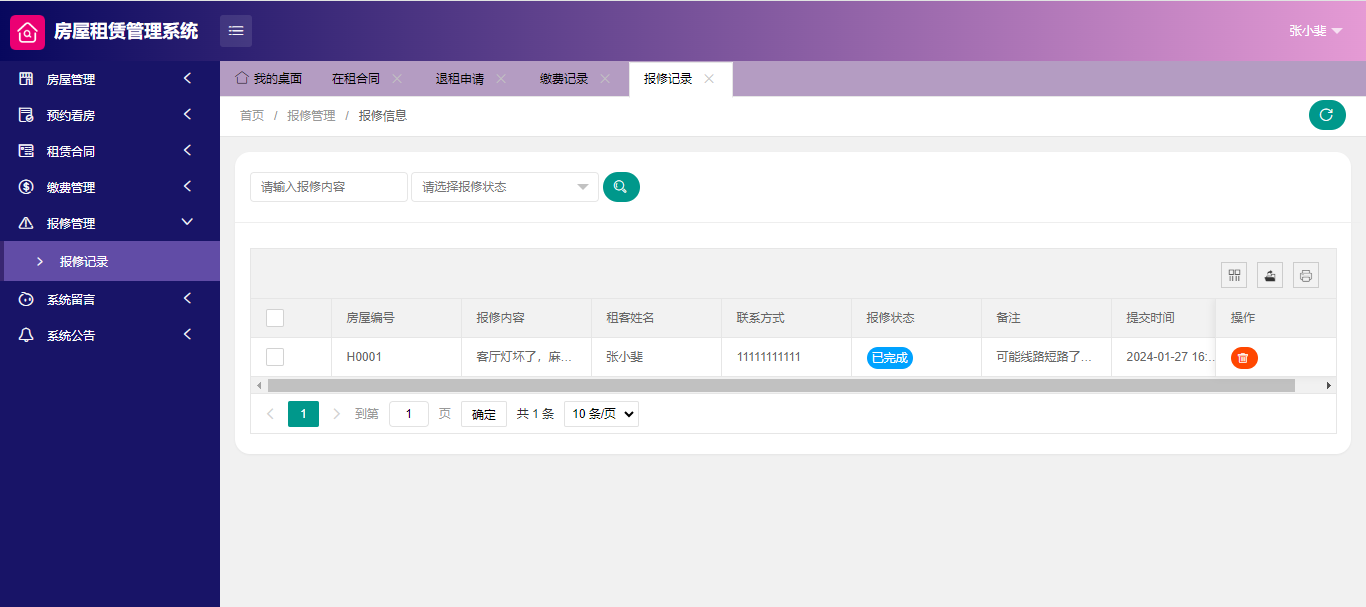 房屋租赁管理系统
张小斐
房屋管理
预约看房
租赁合同
缴费管理
报修管理
报修记录
系统留言
系统公告
我的桌面 在租合同 退租申请 缴费记录 报修记录
首页 / 报修管理 / 报修信息
请输入报修内容 请选择报修状态
房屋编号 报修内容 租客姓名 联系方式 报修状态 备注 提交时间 操作
H0001 客厅灯坏了，麻... 张小斐 11111111111 已完成 可能线路短路了... 2024-01-27 16:...
1 到第 1 页 确定 共 1 条 10 条/页